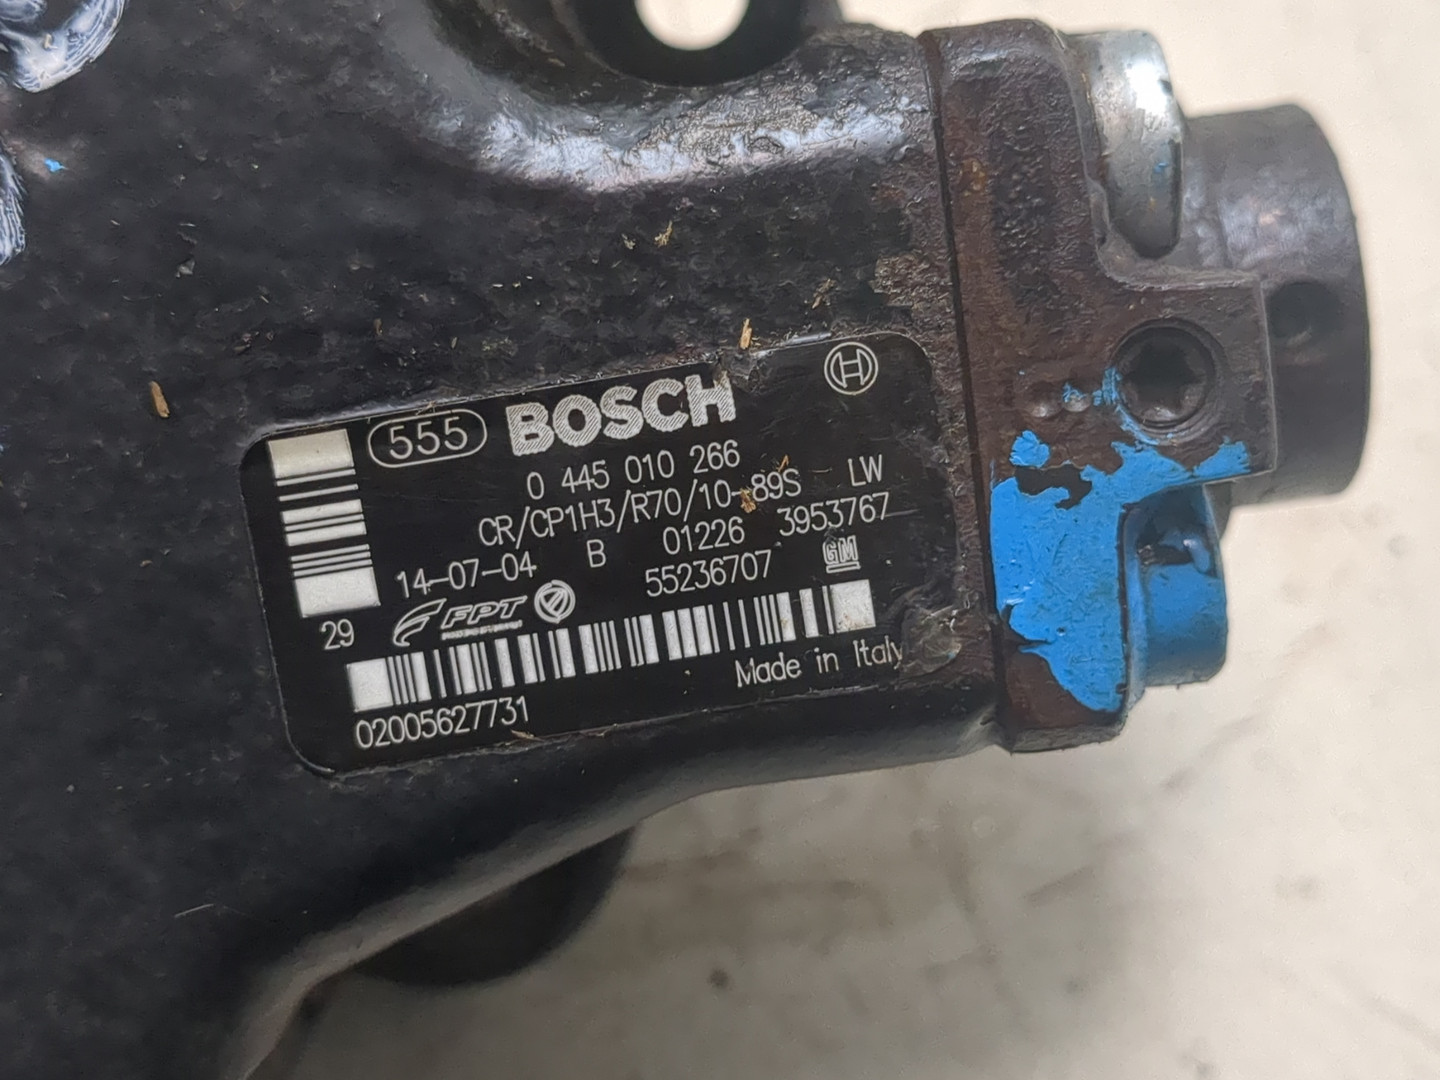 555 BOSCH
0 445 010 266
CR/CP1H3/R70/10-89S LW
14-07-04 B 01226 3953767
29 FPT 55236707 GM
Made in Italy
02005627731